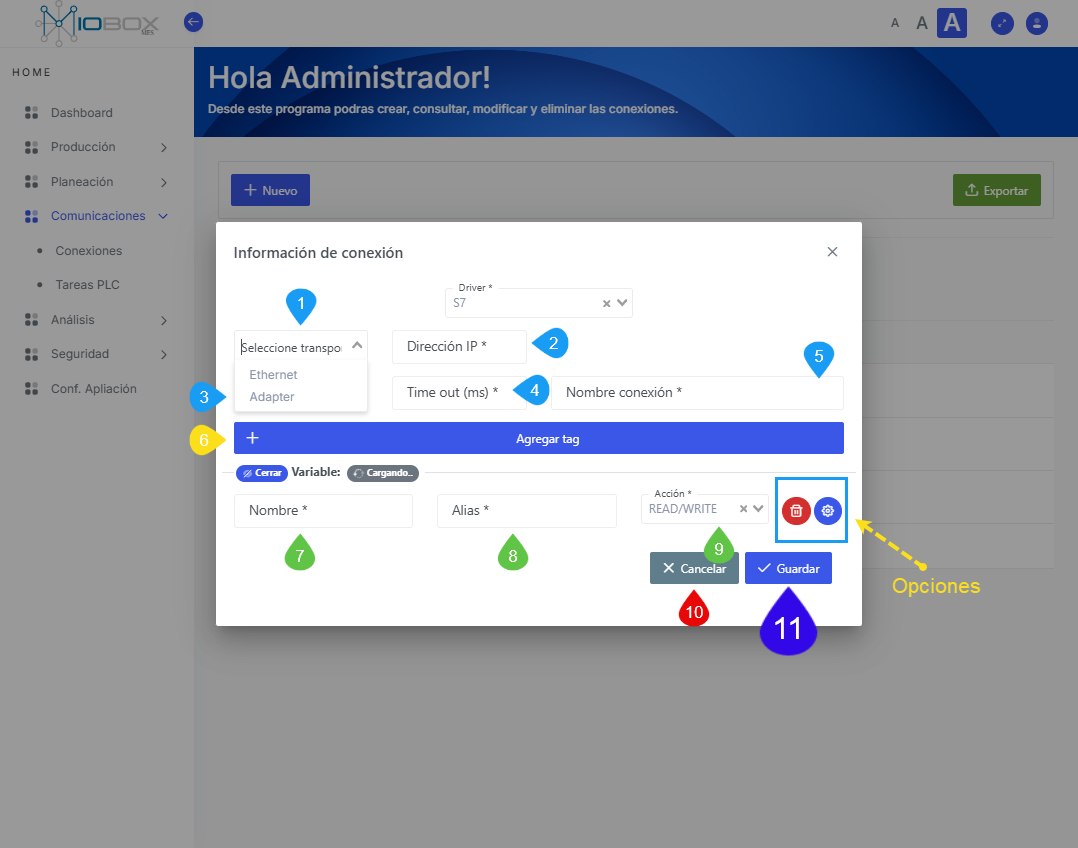 IOBOX
MES
A A A
HOME
Hola Administrador!
Desde este programa podras crear, consultar, modificar y eliminar las conexiones.
Dashboard
Producción
Planeación
Comunicaciones
Conexiones
Tareas PLC
Análisis
Seguridad
Conf. Apliación
Nuevo
Exportar
Información de conexión
Driver *
S7
1
Seleccione transpo
Ethernet
Adapter
Dirección IP *
2
5
3
Time out (ms) *
4
Nombre conexión *
6
+ Agregar tag
Cerrar Variable: Cargando..
Nombre *
Alias *
Acción *
READ/WRITE
7
8
9
Cancelar
Guardar
10
11
Opciones